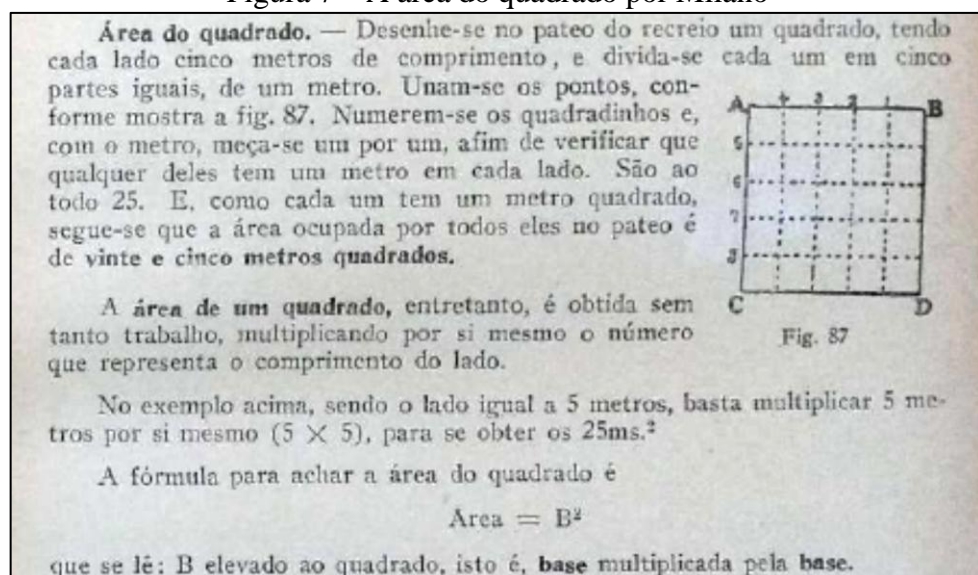 Figura 7 – A área do quadrado por Milano
Área do quadrado. — Desenhe-se no pateo do recreio um quadrado, tendo
cada lado cinco metros de comprimento, e divida-se cada um em cinco
partes iguais, de um metro. Unam-se os pontos, con-
forme mostra a fig. 87. Numerem-se os quadradinhos e,
com o metro, meça-se um por um, afim de verificar que
qualquer deles tem um metro em cada lado. São ao
todo 25. E, como cada um tem um metro quadrado,
segue-se que a área ocupada por todos eles no pateo é
de vinte e cinco metros quadrados.
A 4 3 2 1 B
5
6
7
8
C D
Fig. 87
A área de um quadrado, entretanto, é obtida sem
tanto trabalho, multiplicando por si mesmo o número
que representa o comprimento do lado.
No exemplo acima, sendo o lado igual a 5 metros, basta multiplicar 5 me-
tros por si mesmo (5 × 5), para se obter os 25ms.²
A fórmula para achar a área do quadrado é
Area = B²
que se lê: B elevado ao quadrado, isto é, base multiplicada pela base.